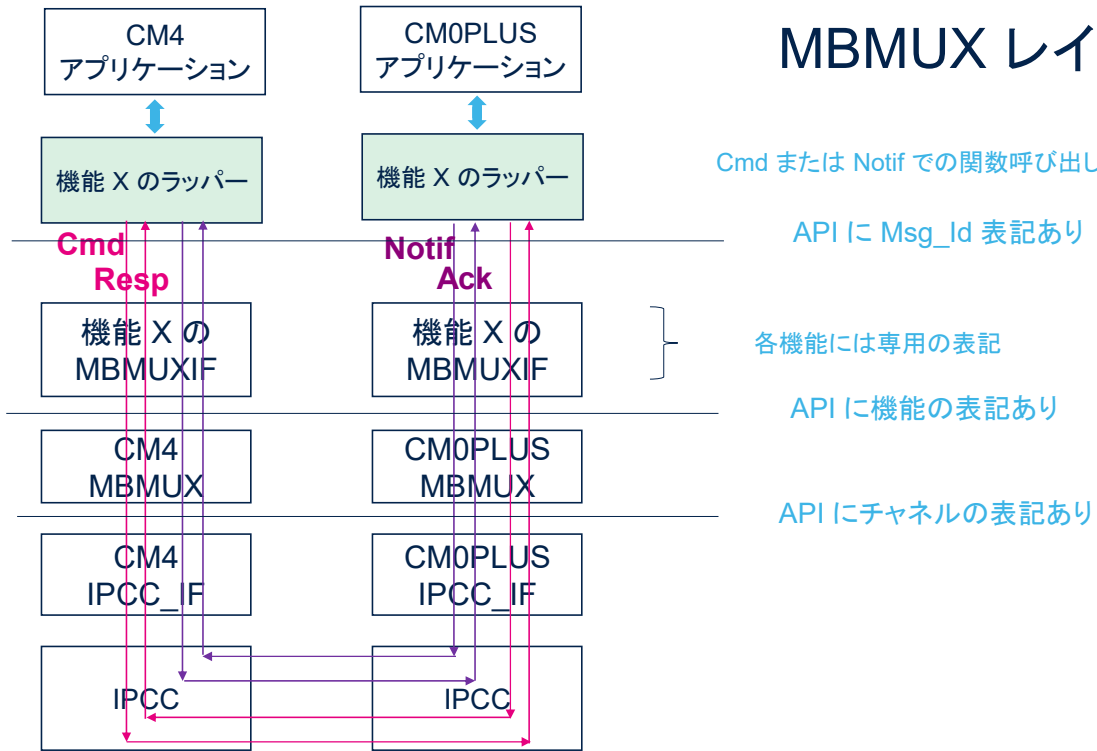 CM4
アプリケーション
CM0PLUS
アプリケーション
MBMUX レイ
機能 X のラッパー
機能 X のラッパー
Cmd または Notif での関数呼び出し
API に Msg_Id 表記あり
Cmd
Resp
Notif
Ack
機能 X の
MBMUXIF
機能 X の
MBMUXIF
各機能には専用の表記
API に機能の表記あり
CM4
MBMUX
CM0PLUS
MBMUX
API にチャネルの表記あり
CM4
IPCC_IF
CM0PLUS
IPCC_IF
IPCC
IPCC